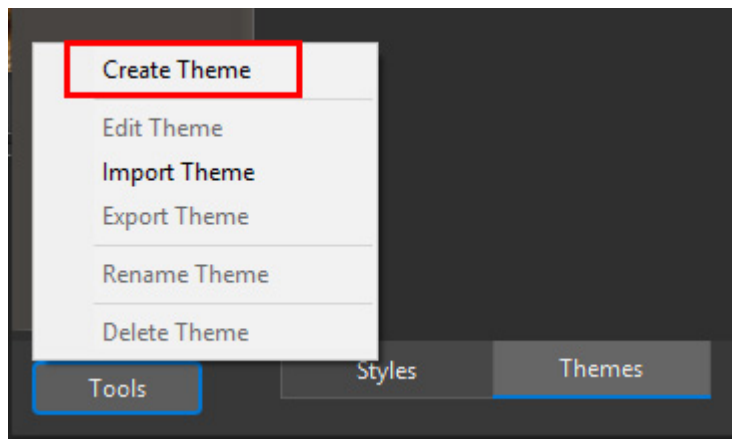 Create Theme
Edit Theme
Import Theme
Export Theme
Rename Theme
Delete Theme
Tools
Styles
Themes